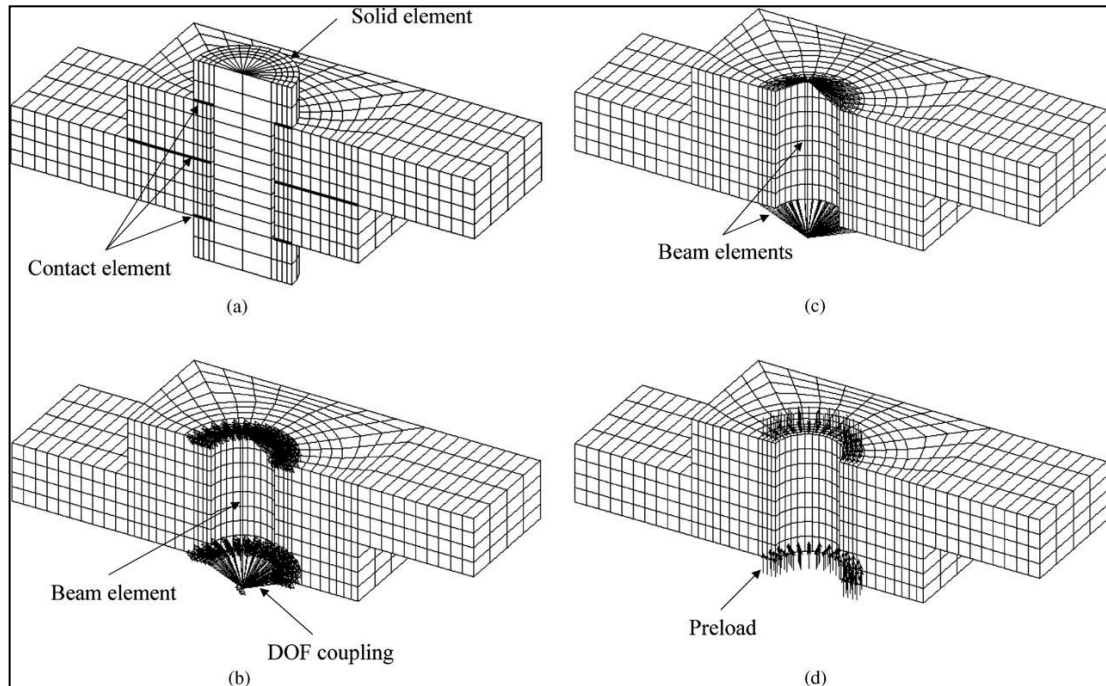 Solid element
Contact element
(a)
Beam elements
(c)
Beam element
DOF coupling
(b)
Preload
(d)